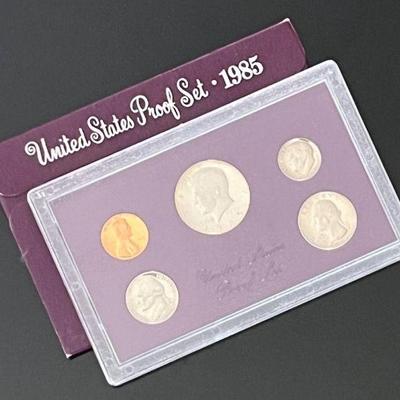 United States Proof Set • 1985
United States
Proof Set